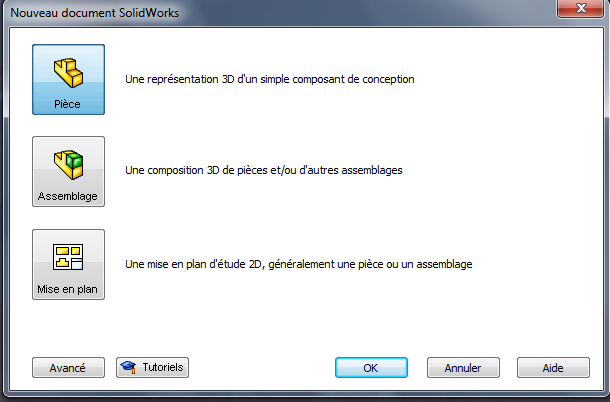 Nouveau document SolidWorks
Pièce
Une représentation 3D d'un simple composant de conception
Assemblage
Une composition 3D de pièces et/ou d'autres assemblages
Mise en plan
Une mise en plan d'étude 2D, généralement une pièce ou un assemblage
Avancé Tutoriels OK Annuler Aide